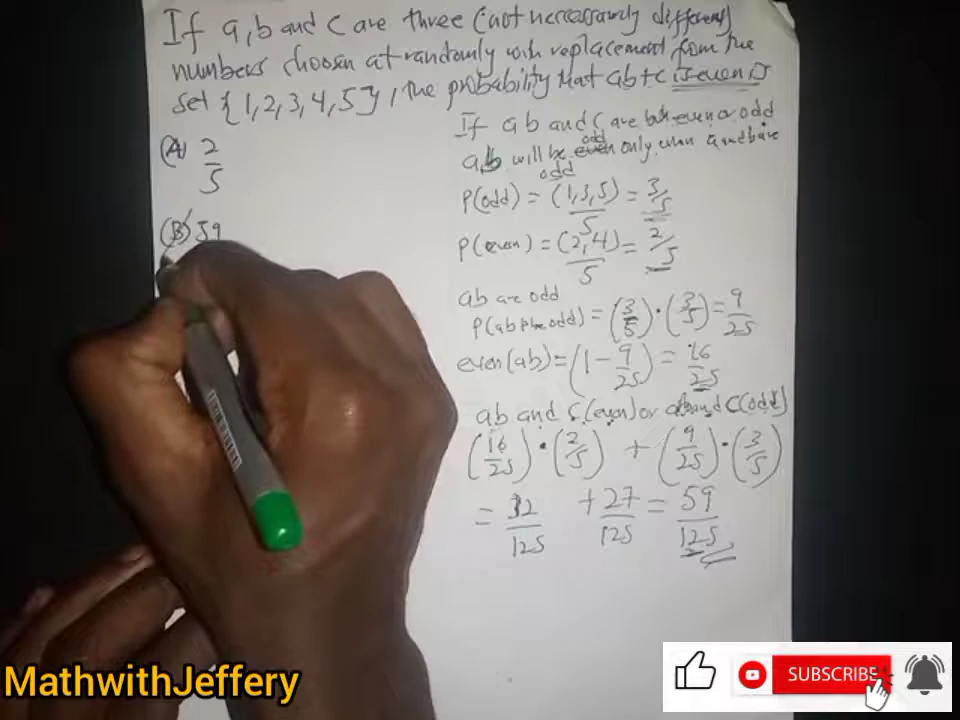 If a, b and c are three (not necessarily different)
numbers choosen at randomly with replacement from the
set {1, 2, 3, 4, 5}, the probability that ab + c is even is
(A) 2/5
(B) 59
If ab and c are both even or odd
ab will be odd only when a and b are
odd
P(odd) = (1, 3, 5)/5 = 3/5
P(even) = (2, 4)/5 = 2/5
ab are odd
P(ab odd) = (3/5) · (3/5) = 9/25
even(ab) = (1 - 9/25) = 16/25
ab and C(even) or and C(odd)
(16/25) · (2/5) + (9/25) · (3/5)
= 32/125 + 27/125 = 59/125
MathwithJeffery
SUBSCRIBE